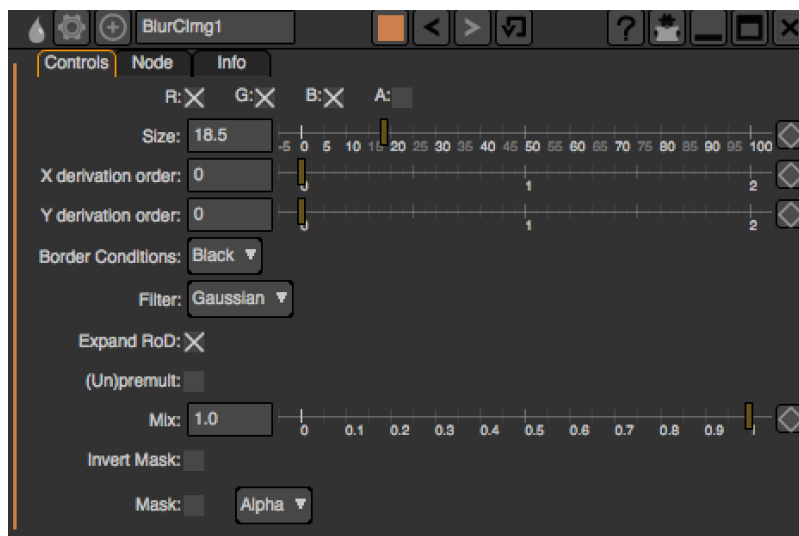 BlurCImg1
Controls Node Info
R: G: B: A:
Size: 18.5 -5 0 5 10 15 20 25 30 35 40 45 50 55 60 65 70 75 80 85 90 95 100
X derivation order: 0 0 1 2
Y derivation order: 0 0 1 2
Border Conditions: Black
Filter: Gaussian
Expand RoD:
(Un)premult:
Mix: 1.0 0 0.1 0.2 0.3 0.4 0.5 0.6 0.7 0.8 0.9 1
Invert Mask:
Mask: Alpha